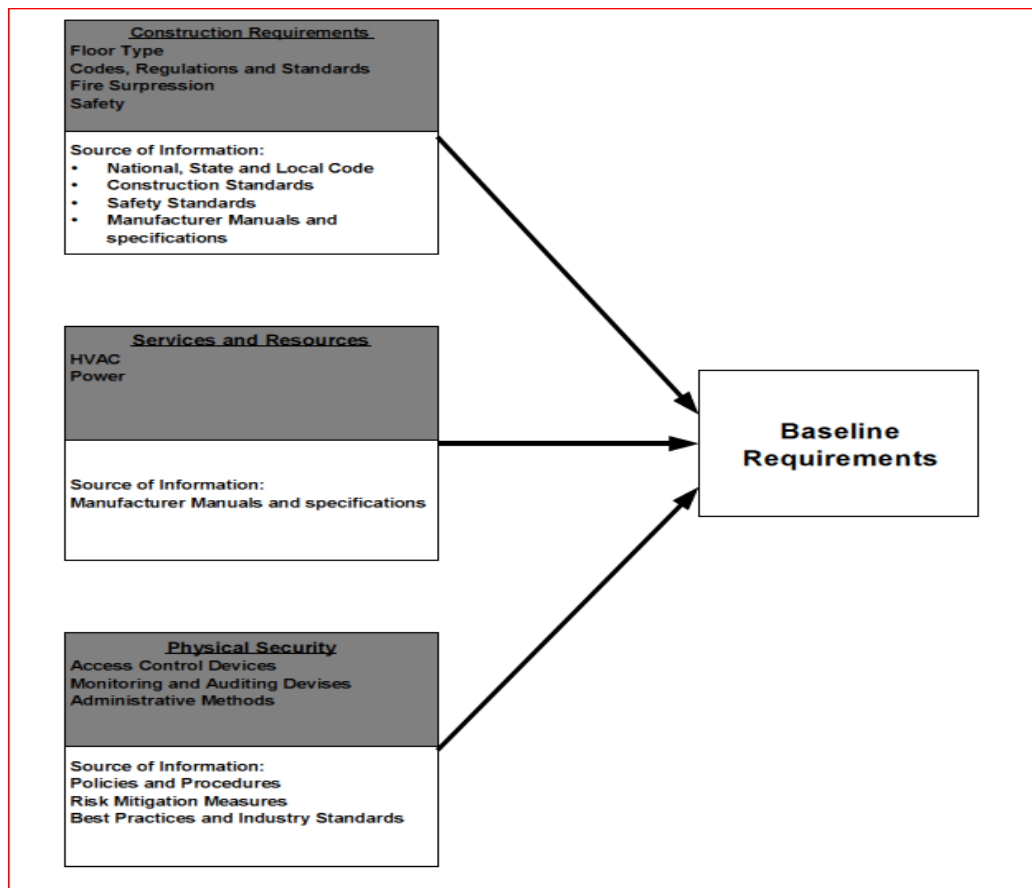 Construction Requirements
Floor Type
Codes, Regulations and Standards
Fire Surpression
Safety
Source of Information:
• National, State and Local Code
• Construction Standards
• Safety Standards
• Manufacturer Manuals and
specifications
Services and Resources
HVAC
Power
Source of Information:
Manufacturer Manuals and specifications
Baseline
Requirements
Physical Security
Access Control Devices
Monitoring and Auditing Devises
Administrative Methods
Source of Information:
Policies and Procedures
Risk Mitigation Measures
Best Practices and Industry Standards